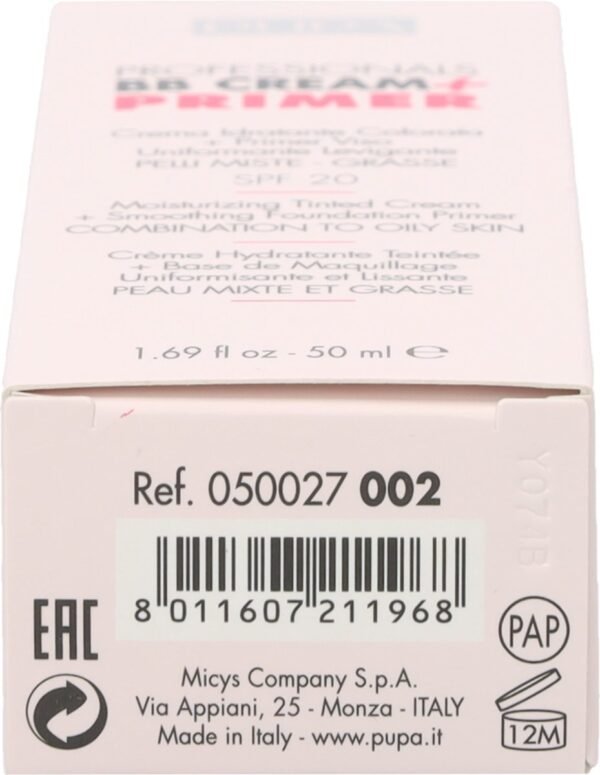 PROFESSIONALS
BB CREAM+
PRIMER
Crema Idratante Colorata
+ Primer Viso
Uniformante Levigante
PELLI MISTE - GRASSE
SPF 20
Moisturizing Tinted Cream
+ Smoothing Foundation Primer
COMBINATION TO OILY SKIN
Crème Hydratante Teintée
+ Base de Maquillage
Uniformisante et Lissante
PEAU MIXTE ET GRASSE
1.69 fl oz - 50 ml ℮
Ref. 050027 002
Y074B
8 011607 211968
EAC
PAP
12M
Micys Company S.p.A.
Via Appiani, 25 - Monza - ITALY
Made in Italy - www.pupa.it